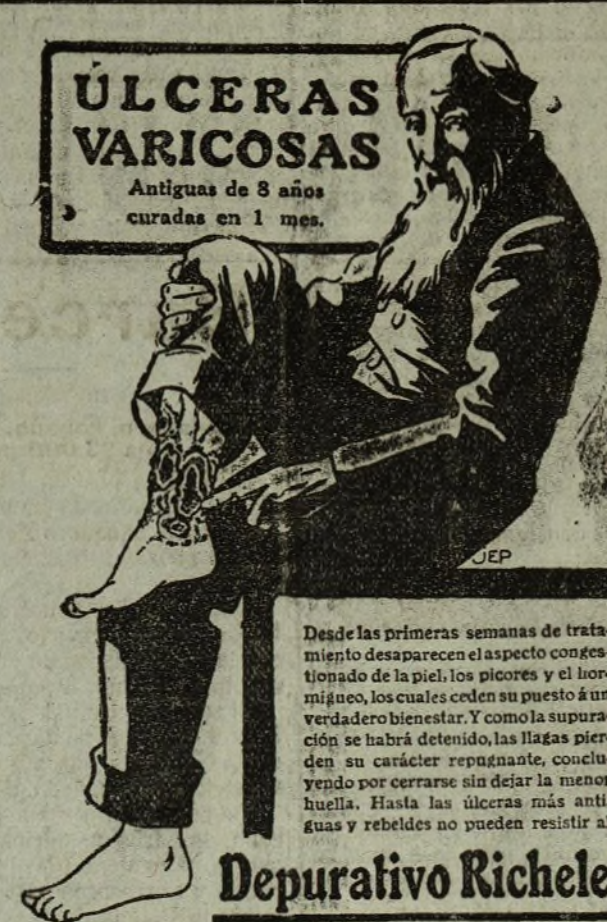 ÚLCERAS
VARICOSAS
Antiguas de 8 años
curadas en 1 mes.
JEP
Desde las primeras semanas de trata-
miento desaparecen el aspecto conges-
tionado de la piel, los picores y el hor-
migueo, los cuales ceden su puesto á un
verdadero bienestar. Y como la supura-
ción se habrá detenido, las llagas pier-
den su carácter repugnante, conclu-
yendo por cerrarse sin dejar la menor
huella. Hasta las úlceras más anti-
guas y rebeldes no pueden resistir al
Depurativo Richele